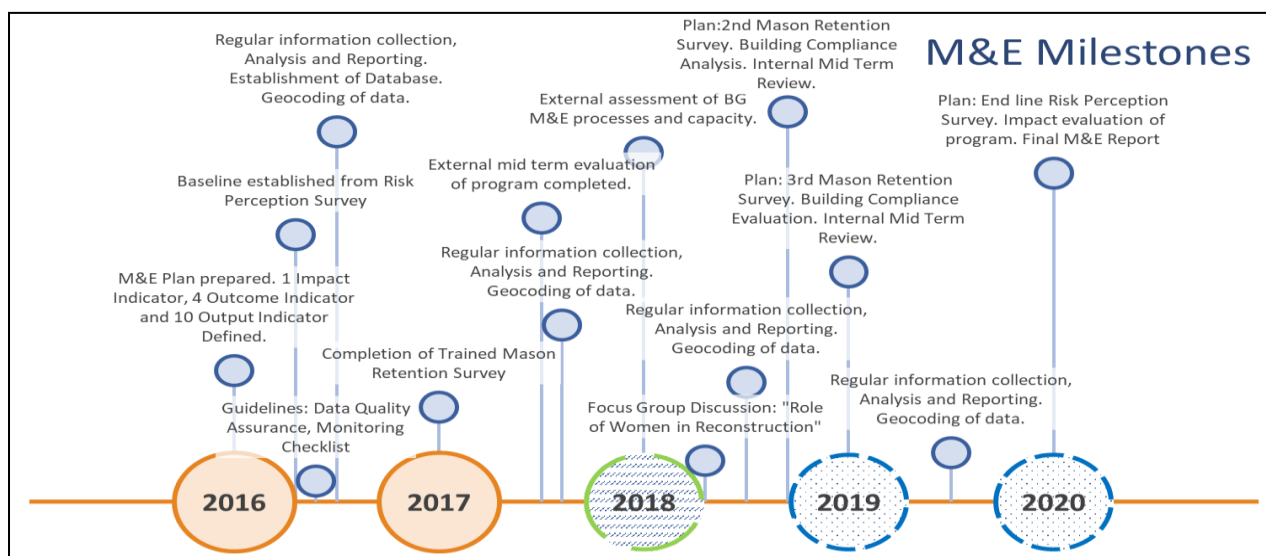 M&E Milestones
Regular information collection,
Analysis and Reporting.
Establishment of Database.
Geocoding of data.
Baseline established from Risk
Perception Survey
M&E Plan prepared. 1 Impact
Indicator, 4 Outcome Indicator
and 10 Output Indicator
Defined.
Guidelines: Data Quality
Assurance, Monitoring
Checklist
Completion of Trained Mason
Retention Survey
External mid term evaluation
of program completed.
Regular information collection,
Analysis and Reporting.
Geocoding of data.
External assessment of BG
M&E processes and capacity.
Focus Group Discussion: "Role
of Women in Reconstruction"
Regular information collection,
Analysis and Reporting.
Geocoding of data.
Plan:2nd Mason Retention
Survey. Building Compliance
Analysis. Internal Mid Term
Review.
Plan: 3rd Mason Retention
Survey. Building Compliance
Evaluation. Internal Mid Term
Review.
Regular information collection,
Analysis and Reporting.
Geocoding of data.
Plan: End line Risk Perception
Survey. Impact evaluation of
program. Final M&E Report
2016
2017
2018
2019
2020